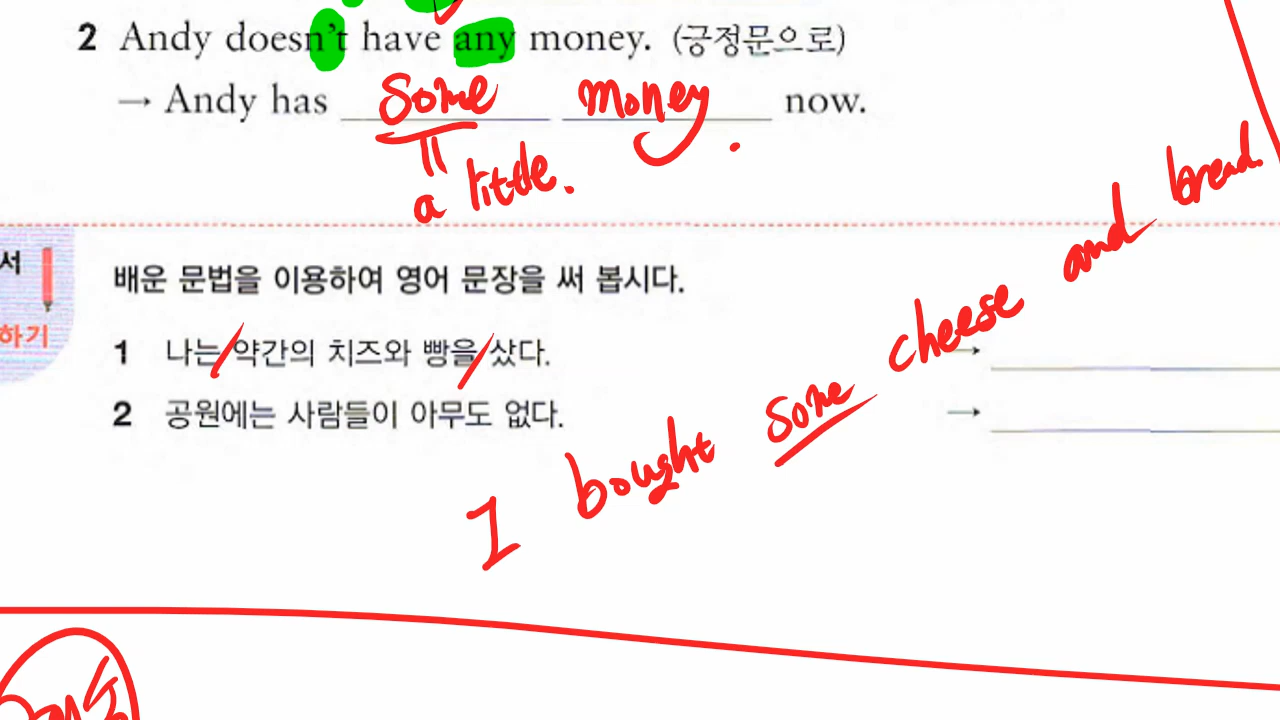 2 Andy doesn't have any money. (긍정문으로)
→ Andy has some money now.
a little.
서
하기
배운 문법을 이용하여 영어 문장을 써 봅시다.
1 나는/약간의 치즈와 빵을/샀다. →
2 공원에는 사람들이 아무도 없다. →
I bought some cheese and bread.